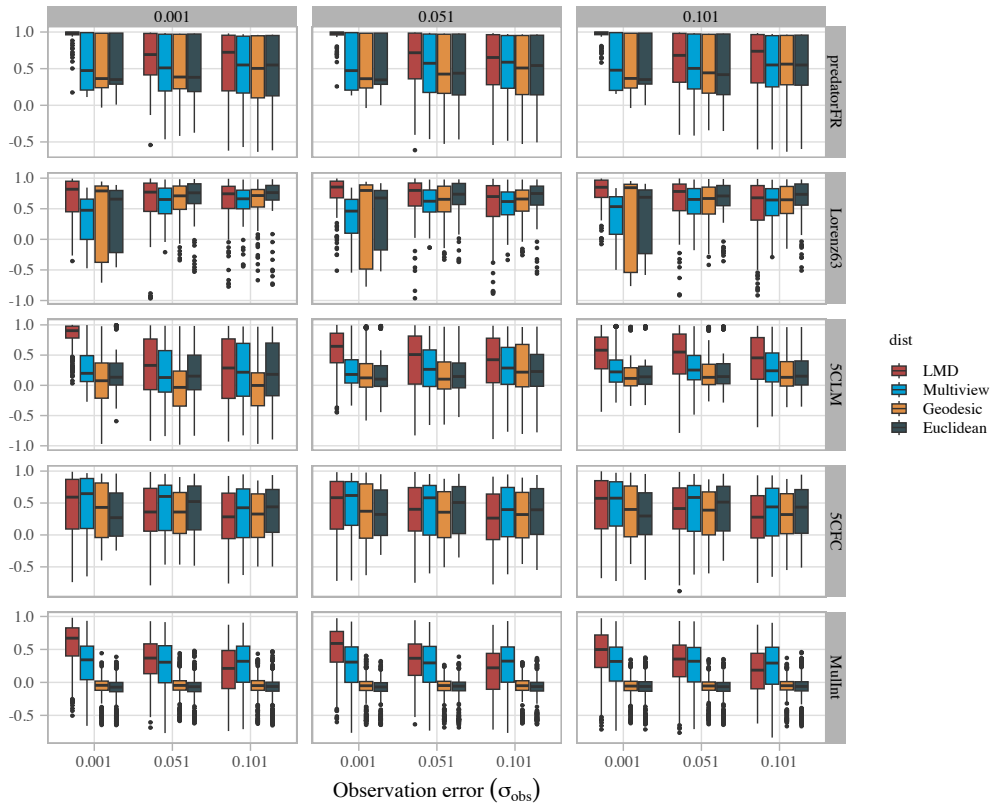 0.001 0.051 0.101
1.0
0.5
0.0
-0.5
predatorFR
1.0
0.5
0.0
-0.5
-1.0
Lorenz63
1.0
0.5
0.0
-0.5
-1.0
5CLM
1.0
0.5
0.0
-0.5
5CFC
1.0
0.5
0.0
-0.5
MulInt
0.001 0.051 0.101 0.001 0.051 0.101 0.001 0.051 0.101
Observation error (σobs)
dist
LMD
Multiview
Geodesic
Euclidean